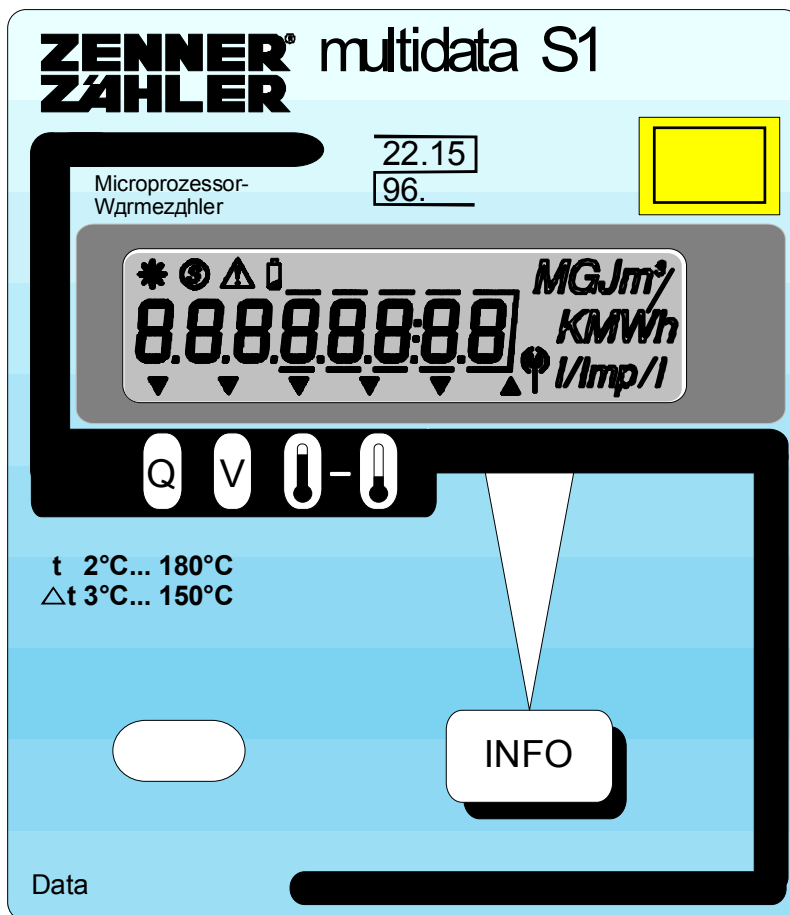 ZENNER® multidata S1
ZÄHLER
22.15
96.
Microprozessor-
Wдrmezдhler
8.8.8.8.8.8:8.8
MGJm³/
KMWh
l/Imp/l
Q V –
t 2°C... 180°C
△t 3°C... 150°C
INFO
Data